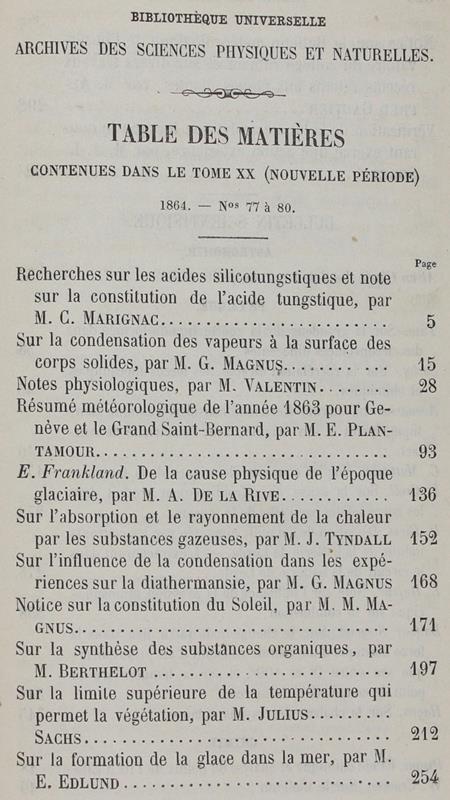 BIBLIOTHÈQUE UNIVERSELLE
ARCHIVES DES SCIENCES PHYSIQUES ET NATURELLES.
TABLE DES MATIÈRES
CONTENUES DANS LE TOME XX (NOUVELLE PÉRIODE)
1864. — Nos 77 à 80.
Page
Recherches sur les acides silicotungstiques et note
sur la constitution de l'acide tungstique, par
M. C. MARIGNAC........................ 5
Sur la condensation des vapeurs à la surface des
corps solides, par M. G. MAGNUS............ 15
Notes physiologiques, par M. VALENTIN........ 28
Résumé météorologique de l'année 1863 pour Ge-
nève et le Grand Saint-Bernard, par M. E. PLAN-
TAMOUR.............................. 93
E. Frankland. De la cause physique de l'époque
glaciaire, par M. A. DE LA RIVE............ 136
Sur l'absorption et le rayonnement de la chaleur
par les substances gazeuses, par M. J. TYNDALL 152
Sur l'influence de la condensation dans les expé-
riences sur la diathermansie, par M. G. MAGNUS 168
Notice sur la constitution du Soleil, par M. M. MA-
GNUS................................ 171
Sur la synthèse des substances organiques, par
M. BERTHELOT ........................ 197
Sur la limite supérieure de la température qui
permet la végétation, par M. JULIUS.........
SACHS................................ 212
Sur la formation de la glace dans la mer, par M.
E. EDLUND........................... 254